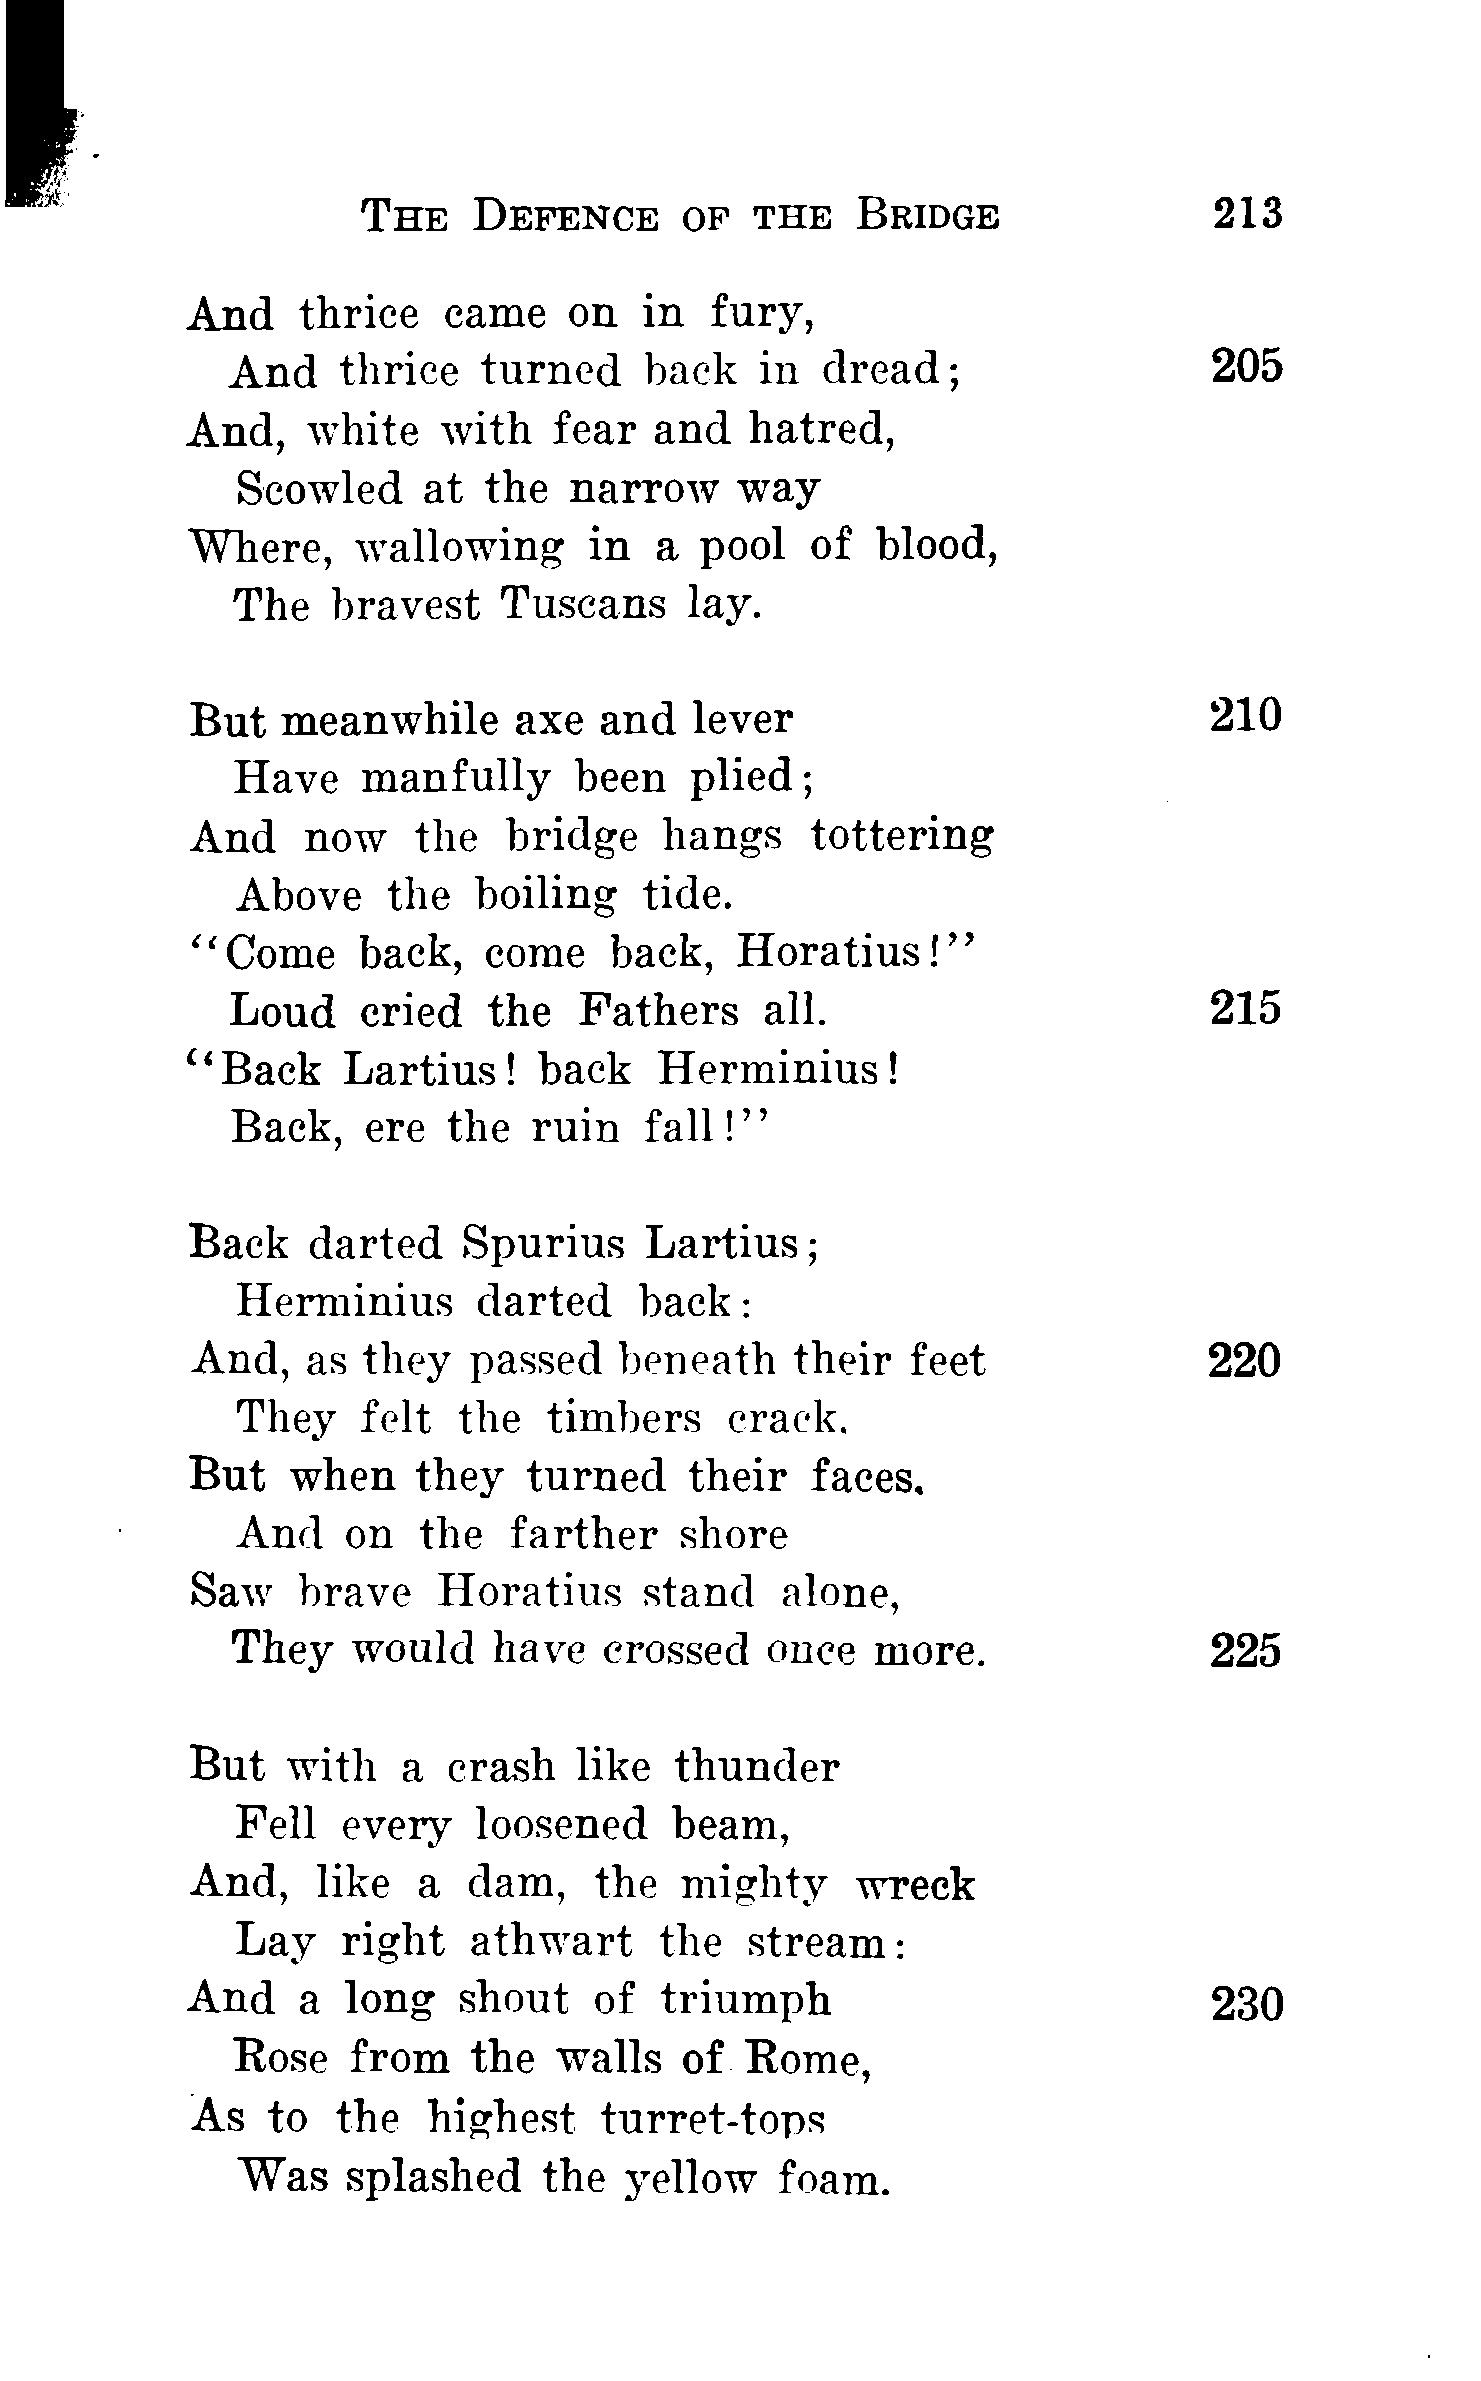 THE DEFENCE OF THE BRIDGE 213
And thrice came on in fury,
And thrice turned back in dread; 205
And, white with fear and hatred,
Scowled at the narrow way
Where, wallowing in a pool of blood,
The bravest Tuscans lay.
But meanwhile axe and lever 210
Have manfully been plied;
And now the bridge hangs tottering
Above the boiling tide.
"Come back, come back, Horatius!"
Loud cried the Fathers all. 215
"Back Lartius! back Herminius!
Back, ere the ruin fall!"
Back darted Spurius Lartius;
Herminius darted back:
And, as they passed beneath their feet 220
They felt the timbers crack.
But when they turned their faces.
And on the farther shore
Saw brave Horatius stand alone,
They would have crossed once more. 225
But with a crash like thunder
Fell every loosened beam,
And, like a dam, the mighty wreck
Lay right athwart the stream:
And a long shout of triumph 230
Rose from the walls of Rome,
As to the highest turret-tops
Was splashed the yellow foam.